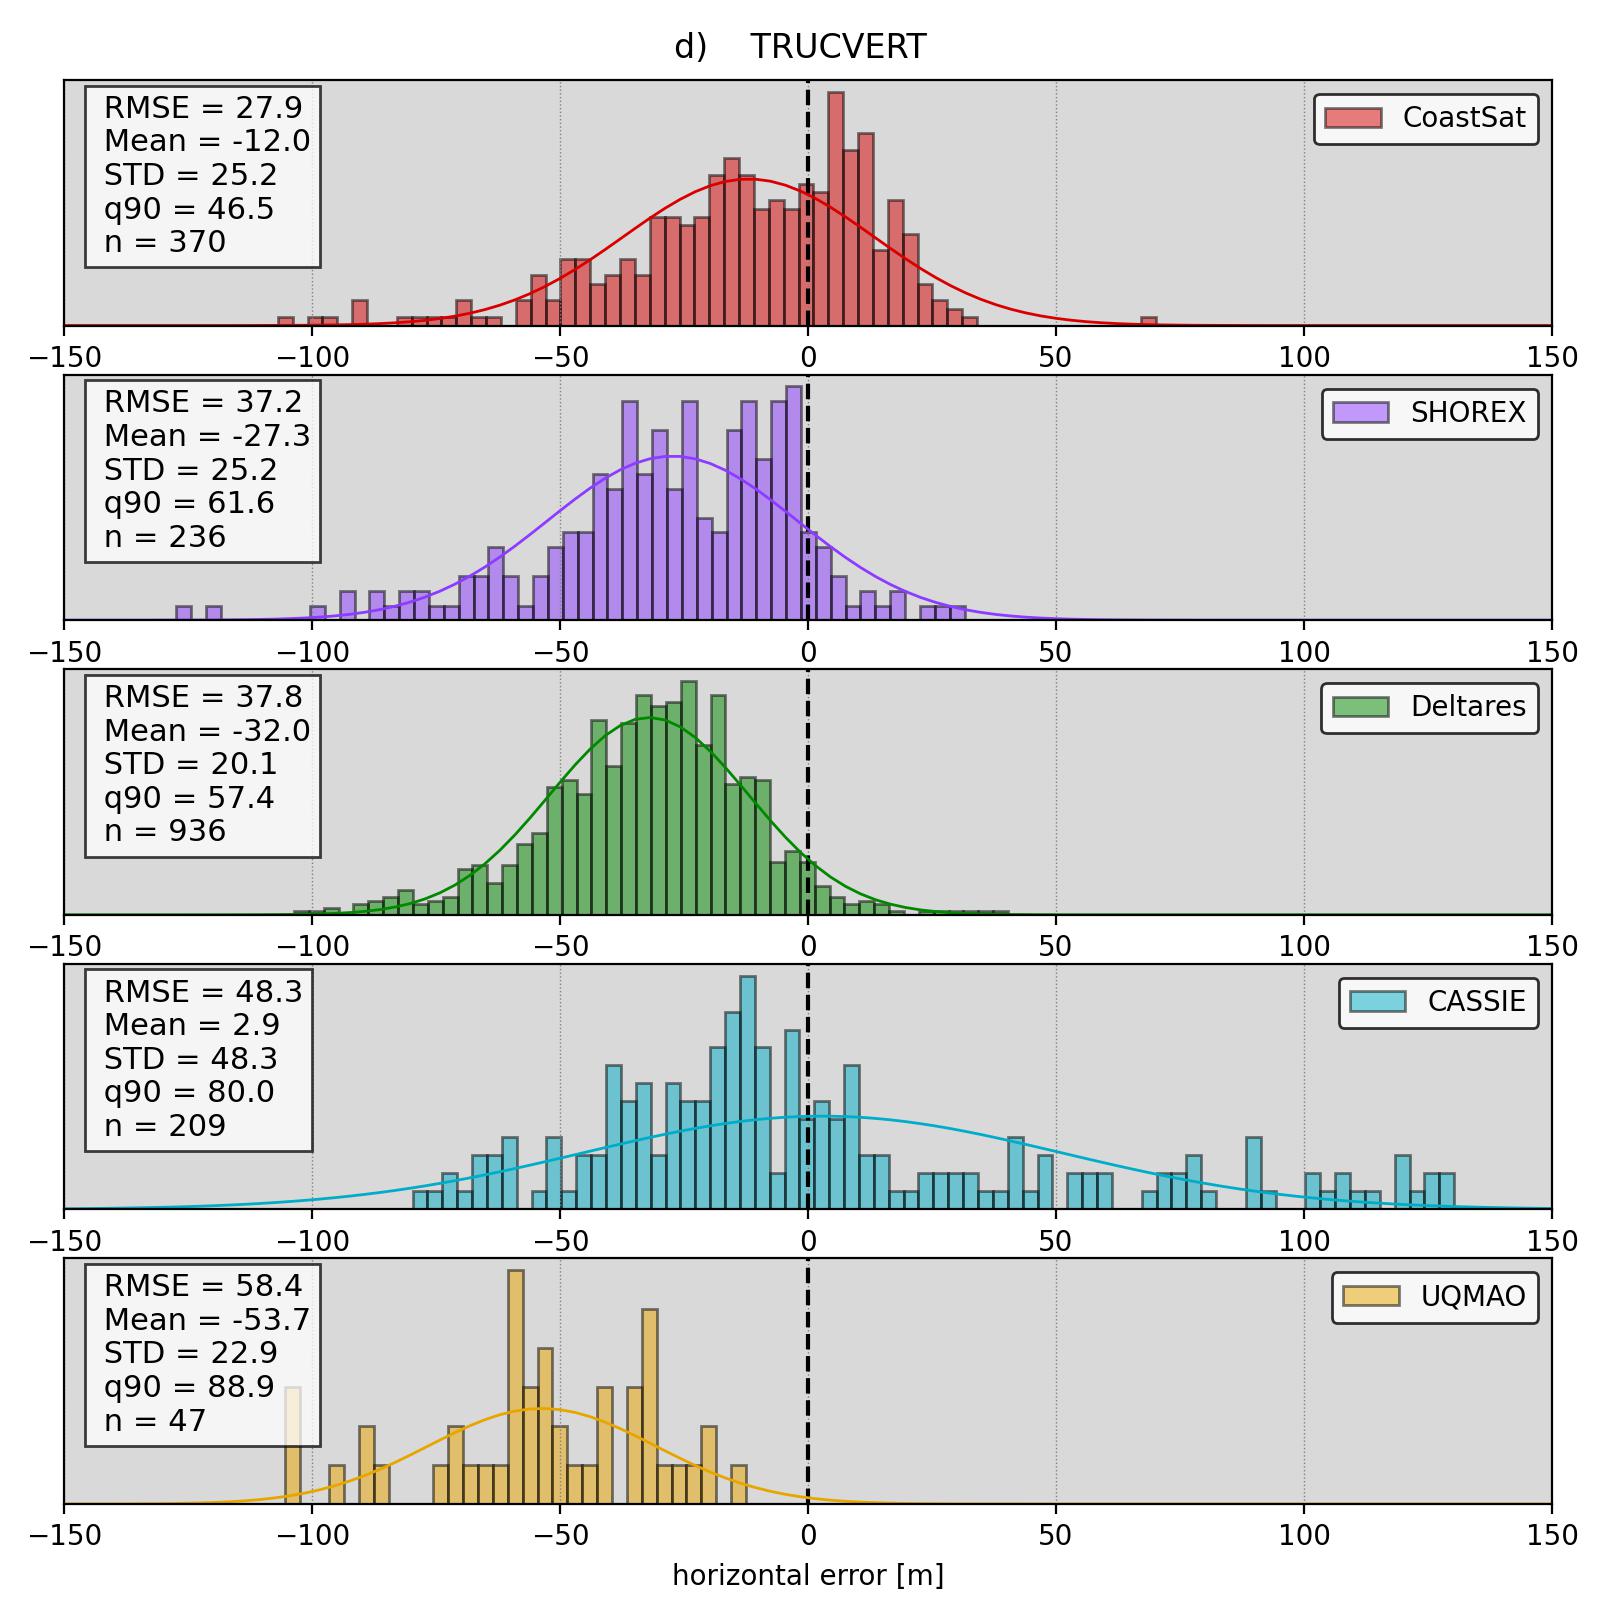 d)    TRUCVERT
RMSE = 27.9
Mean = -12.0
STD = 25.2
q90 = 46.5
n = 370
CoastSat
−150 −100 −50 0 50 100 150
RMSE = 37.2
Mean = -27.3
STD = 25.2
q90 = 61.6
n = 236
SHOREX
−150 −100 −50 0 50 100 150
RMSE = 37.8
Mean = -32.0
STD = 20.1
q90 = 57.4
n = 936
Deltares
−150 −100 −50 0 50 100 150
RMSE = 48.3
Mean = 2.9
STD = 48.3
q90 = 80.0
n = 209
CASSIE
−150 −100 −50 0 50 100 150
RMSE = 58.4
Mean = -53.7
STD = 22.9
q90 = 88.9
n = 47
UQMAO
−150 −100 −50 0 50 100 150
horizontal error [m]